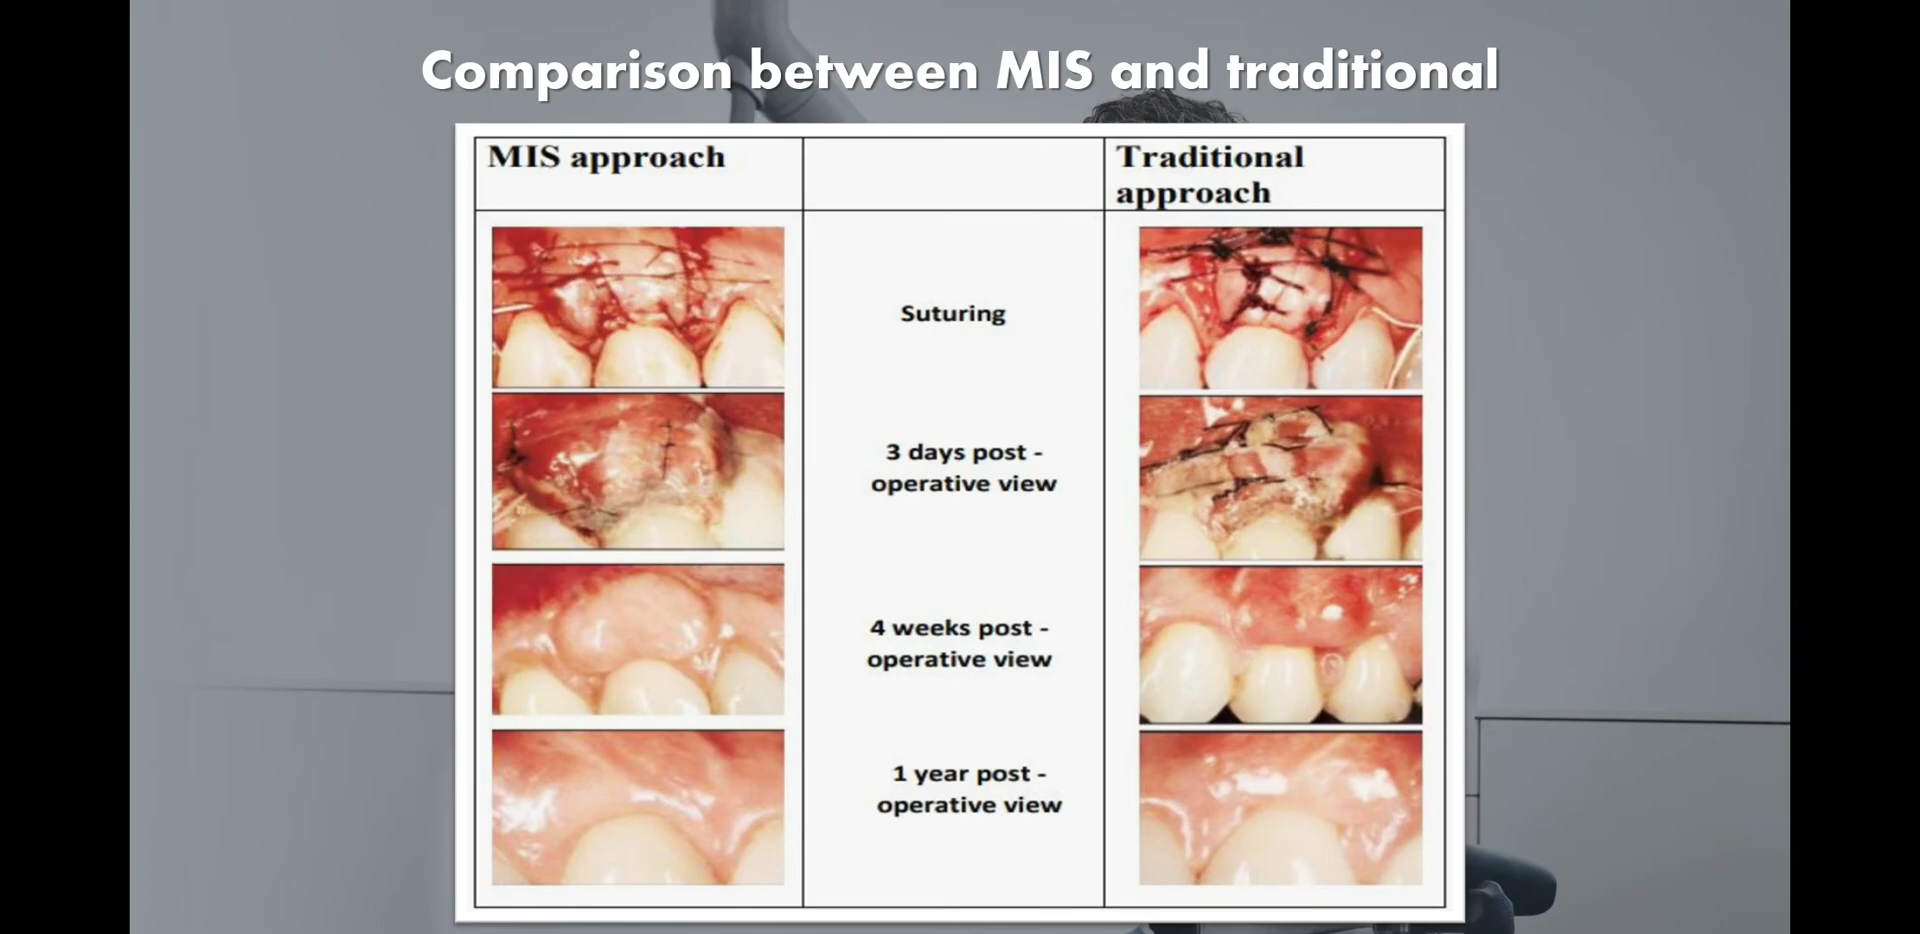 Comparison between MIS and traditional
MIS approach
Traditional
approach
Suturing
3 days post -
operative view
4 weeks post -
operative view
1 year post -
operative view